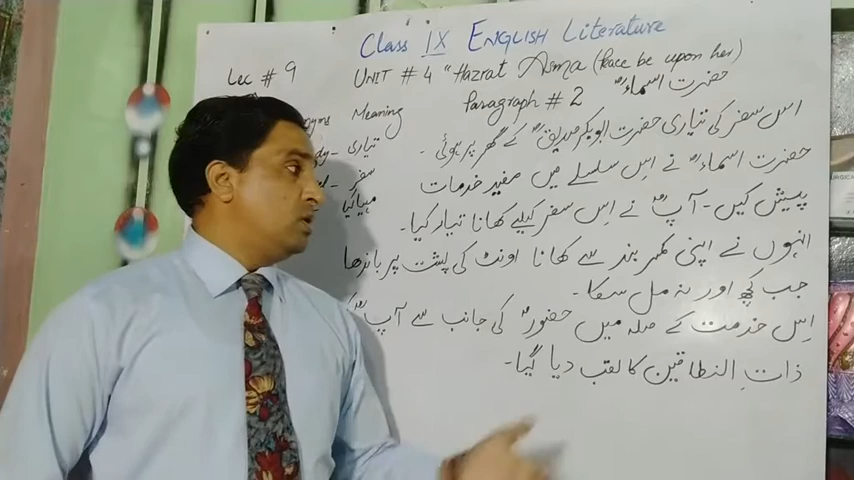 Class IX ENGLISH Literature
Lec # 9
UNIT # 4 "Hazrat Asma (Peace be upon her)
حضرت اسماءؓ
Paragraph # 2
Meaning
تیاری
سفر
مہیا کیا
اس سفر کی تیاری حضرت ابوبکر صدیقؓ کے گھر پر ہوئی ۔
حضرت اسماءؓ نے اِس سلسلے میں مفید خدمات
پیش کیں ۔ آپؓ نے اِس سفر کیلیے کھانا تیار کیا ۔
انہوں نے اپنی کمر بند سے کھانا اونٹ کی پشت پر باندھا
جب کچھ اور نہ مل سکا ۔
اِس خدمت کے صلہ میں حضورؐ کی جانب سے آپؓ کو
ذاتِ النطاقین کا لقب دیا گیا ۔